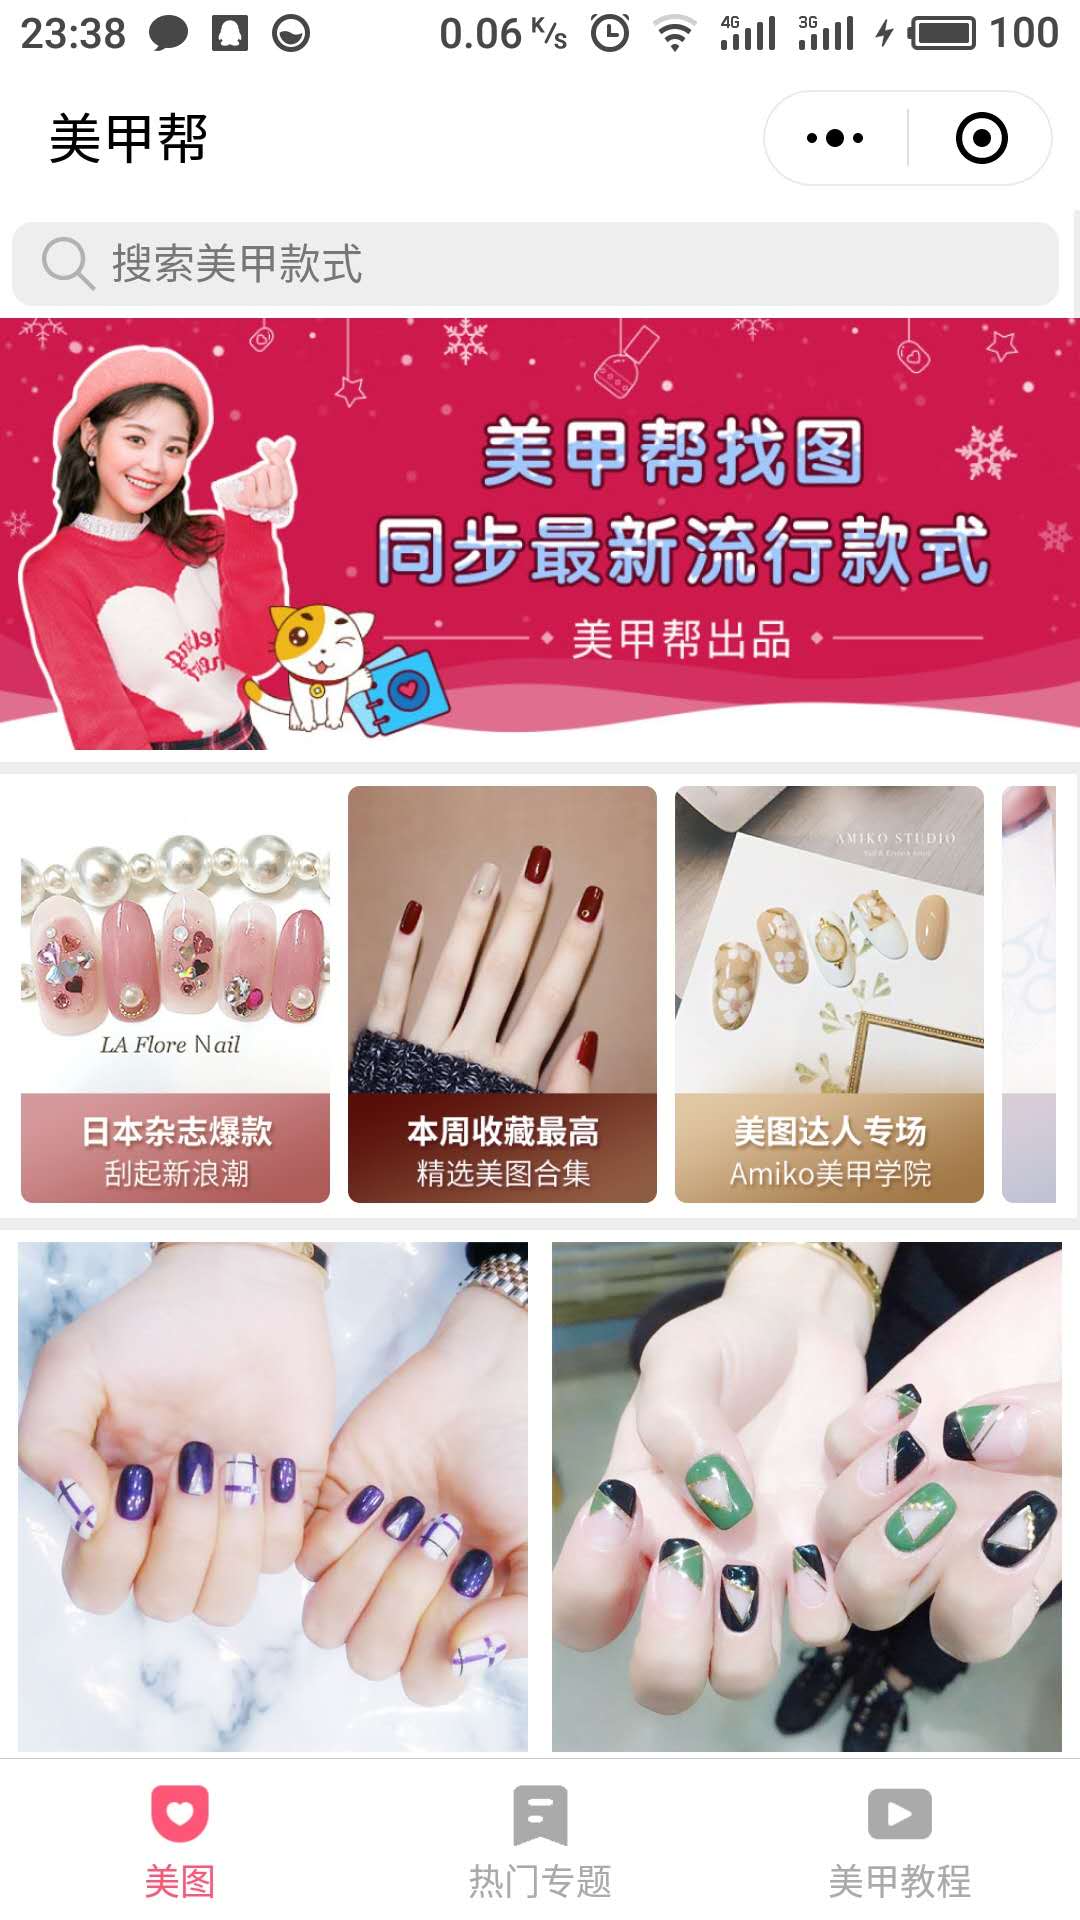 23:38 0.06 K/s 4G 3G 100
美甲帮
搜索美甲款式
美甲帮找图
同步最新流行款式
美甲帮出品
LA Flore Nail
日本杂志爆款
刮起新浪潮
本周收藏最高
精选美图合集
AMIKO STUDIO
美图达人专场
Amiko美甲学院
美图
热门专题
美甲教程